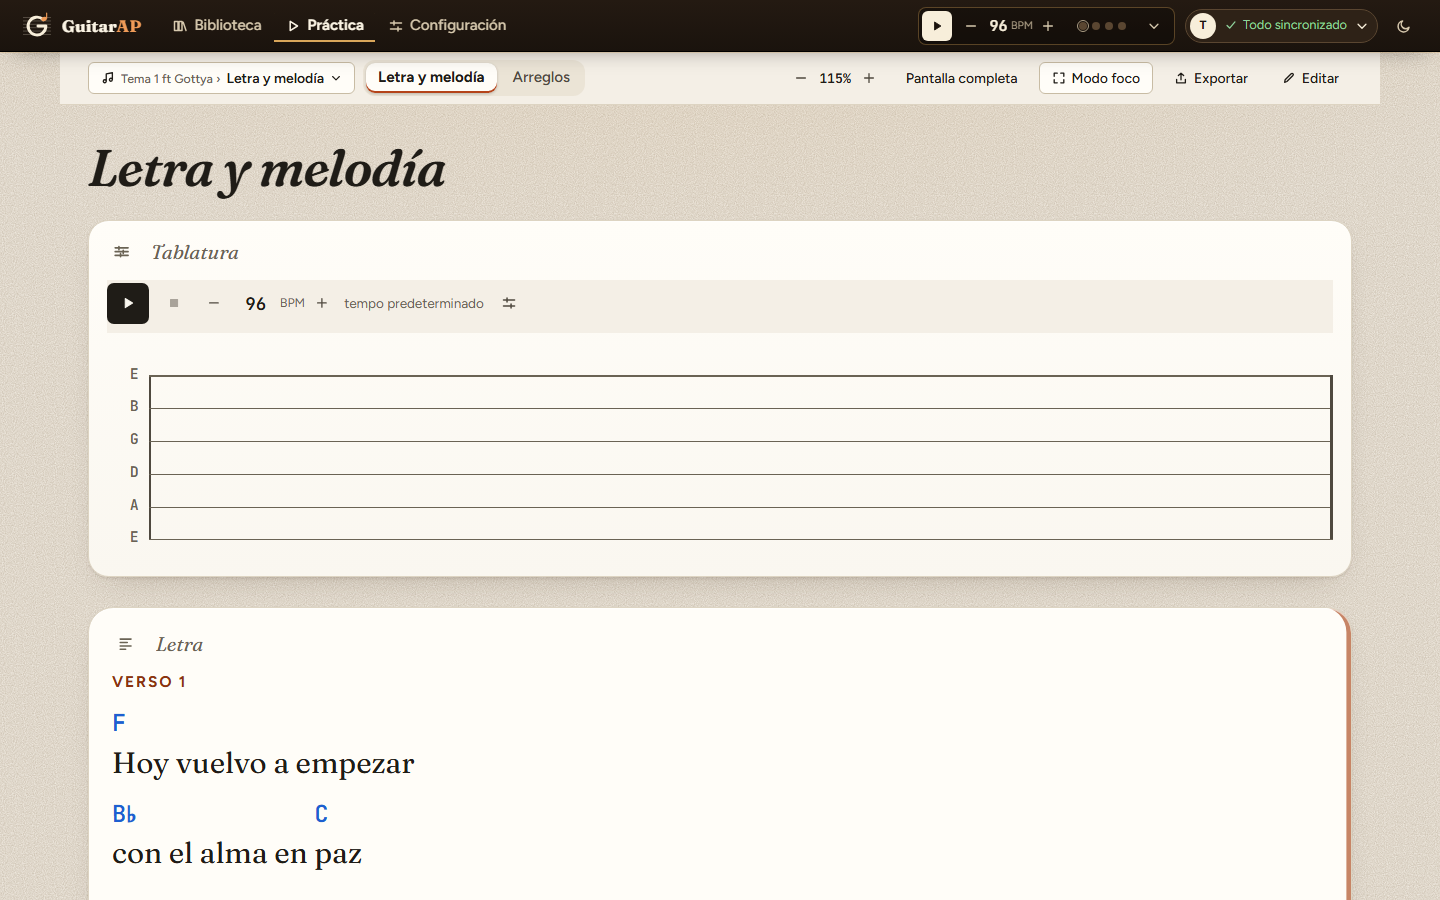 GuitarAP Biblioteca Práctica Configuración 96 BPM T Todo sincronizado
Tema 1 ft Gottya › Letra y melodía Letra y melodía Arreglos 115% Pantalla completa Modo foco Exportar Editar
Letra y melodía
Tablatura
96 BPM tempo predeterminado
E
B
G
D
A
E
Letra
VERSO 1
F
Hoy vuelvo a empezar
B♭ C
con el alma en paz